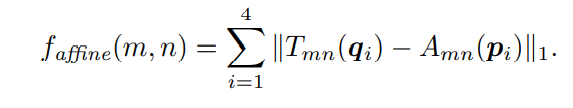 f_{affine}(m, n) = \sum_{i=1}^{4} \|T_{mn}(\boldsymbol{q}_i) - A_{mn}(\boldsymbol{p}_i)\|_1.